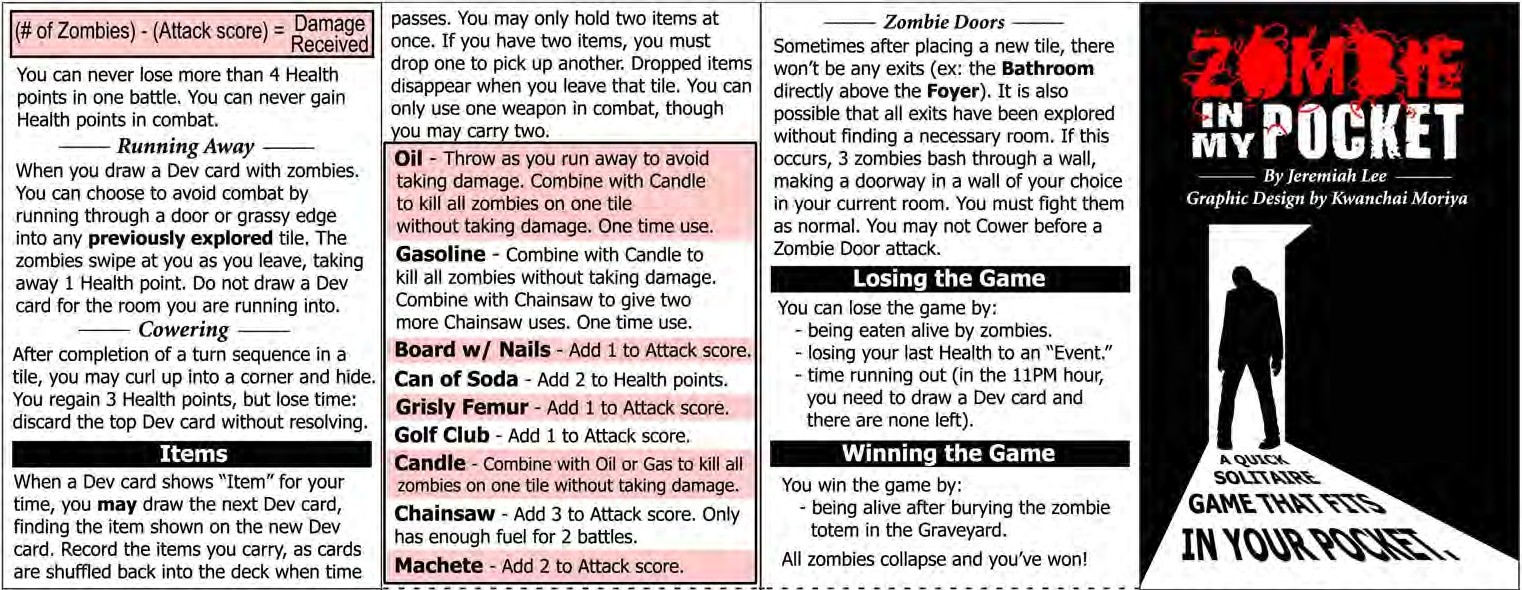 (# of Zombies) - (Attack score) = Damage Received
You can never lose more than 4 Health
points in one battle. You can never gain
Health points in combat.
Running Away
When you draw a Dev card with zombies.
You can choose to avoid combat by
running through a door or grassy edge
into any previously explored tile. The
zombies swipe at you as you leave, taking
away 1 Health point. Do not draw a Dev
card for the room you are running into.
Cowering
After completion of a turn sequence in a
tile, you may curl up into a corner and hide.
You regain 3 Health points, but lose time:
discard the top Dev card without resolving.
Items
When a Dev card shows "Item" for your
time, you may draw the next Dev card,
finding the item shown on the new Dev
card. Record the items you carry, as cards
are shuffled back into the deck when time
passes. You may only hold two items at
once. If you have two items, you must
drop one to pick up another. Dropped items
disappear when you leave that tile. You can
only use one weapon in combat, though
you may carry two.
Oil - Throw as you run away to avoid
taking damage. Combine with Candle
to kill all zombies on one tile
without taking damage. One time use.
Gasoline - Combine with Candle to
kill all zombies without taking damage.
Combine with Chainsaw to give two
more Chainsaw uses. One time use.
Board w/ Nails - Add 1 to Attack score.
Can of Soda - Add 2 to Health points.
Grisly Femur - Add 1 to Attack score.
Golf Club - Add 1 to Attack score.
Candle - Combine with Oil or Gas to kill all
zombies on one tile without taking damage.
Chainsaw - Add 3 to Attack score. Only
has enough fuel for 2 battles.
Machete - Add 2 to Attack score.
Zombie Doors
Sometimes after placing a new tile, there
won't be any exits (ex: the Bathroom
directly above the Foyer). It is also
possible that all exits have been explored
without finding a necessary room. If this
occurs, 3 zombies bash through a wall,
making a doorway in a wall of your choice
in your current room. You must fight them
as normal. You may not Cower before a
Zombie Door attack.
Losing the Game
You can lose the game by:
- being eaten alive by zombies.
- losing your last Health to an "Event."
- time running out (in the 11PM hour,
you need to draw a Dev card and
there are none left).
Winning the Game
You win the game by:
- being alive after burying the zombie
totem in the Graveyard.
All zombies collapse and you've won!
ZOMBIE
IN MY POCKET
By Jeremiah Lee
Graphic Design by Kwanchai Moriya
A QUICK
SOLITAIRE
GAME THAT FITS
IN YOUR POCKET.